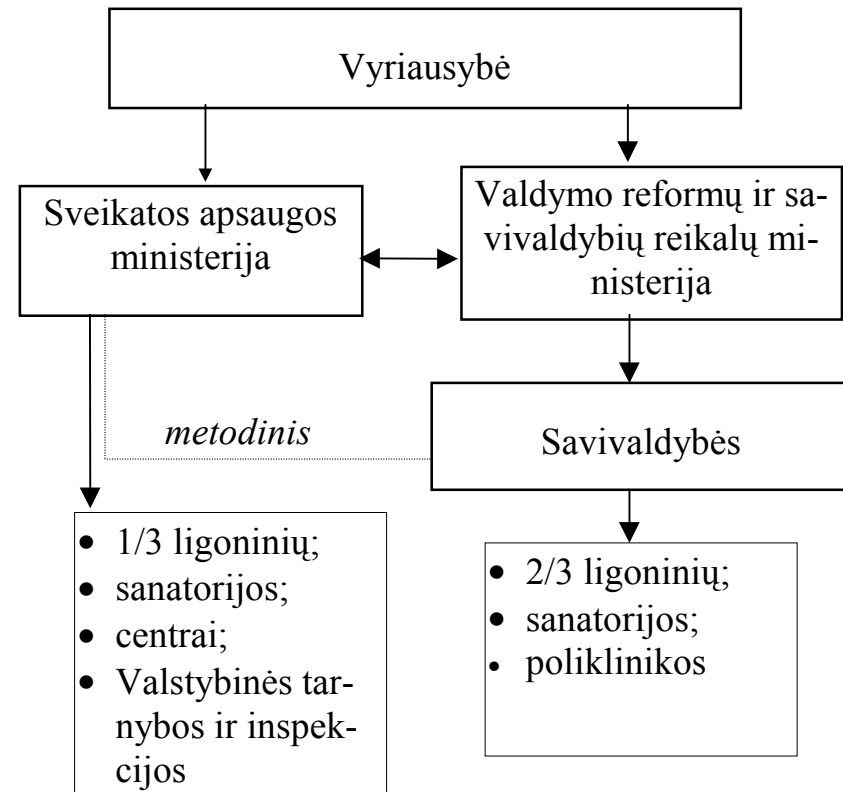 Vyriausybė
Sveikatos apsaugos
ministerija
Valdymo reformų ir sa-
vivaldybių reikalų mi-
nisterija
metodinis
Savivaldybės
• 1/3 ligoninių;
• sanatorijos;
• centrai;
• Valstybinės tar-
nybos ir inspek-
cijos
• 2/3 ligoninių;
• sanatorijos;
• poliklinikos